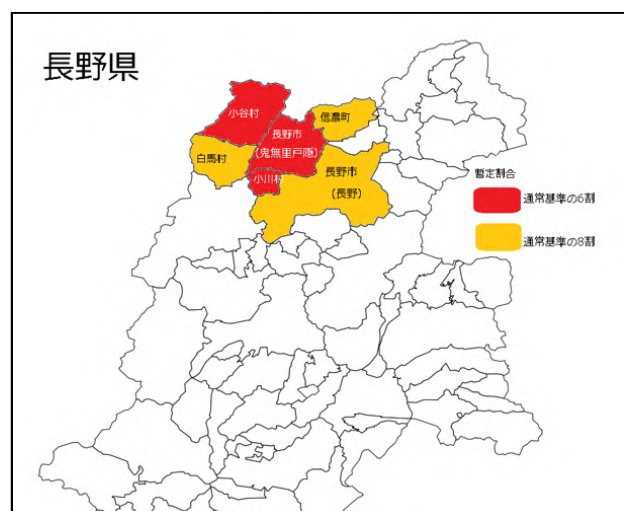 長野県
小谷村
信濃町
長野市
(鬼無里戸隠)
白馬村
小川村
長野市
(長野)
暫定割合
通常基準の6割
通常基準の8割